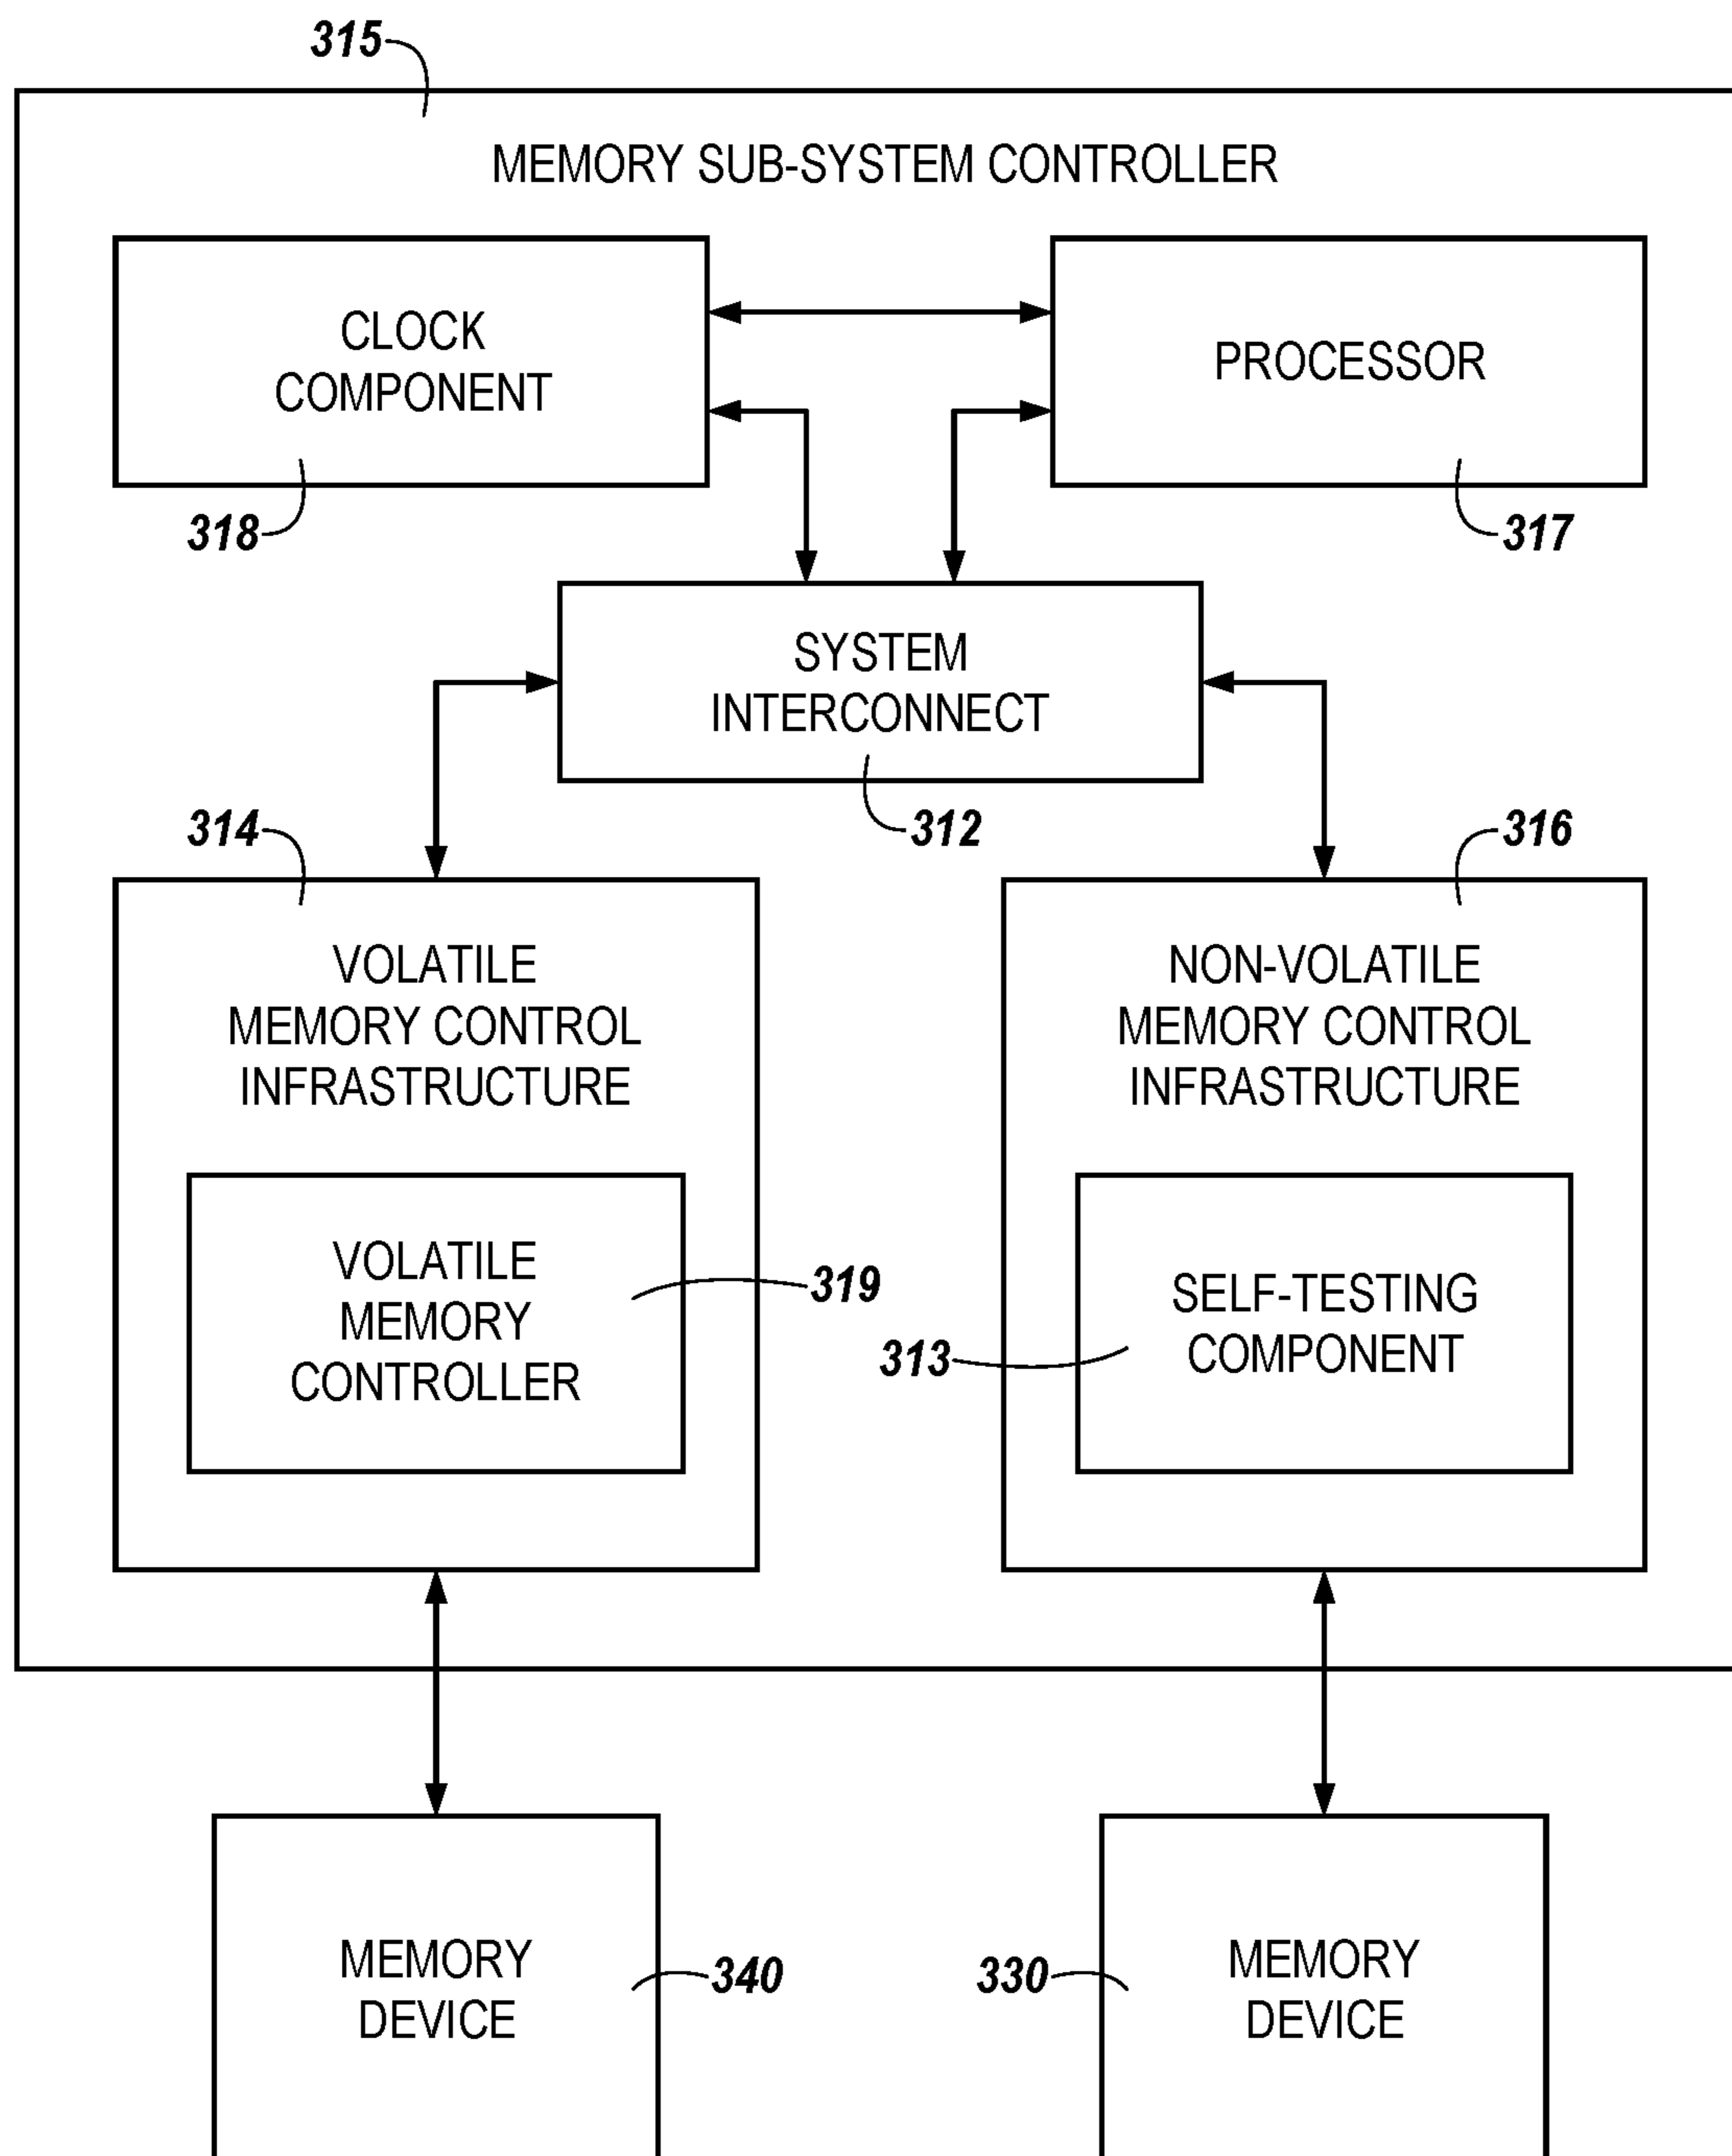 315
MEMORY SUB-SYSTEM CONTROLLER
CLOCK
COMPONENT
318
PROCESSOR
317
SYSTEM
INTERCONNECT
312
314
VOLATILE
MEMORY CONTROL
INFRASTRUCTURE
VOLATILE
MEMORY
CONTROLLER
319
316
NON-VOLATILE
MEMORY CONTROL
INFRASTRUCTURE
SELF-TESTING
COMPONENT
313
MEMORY
DEVICE
340
330
MEMORY
DEVICE